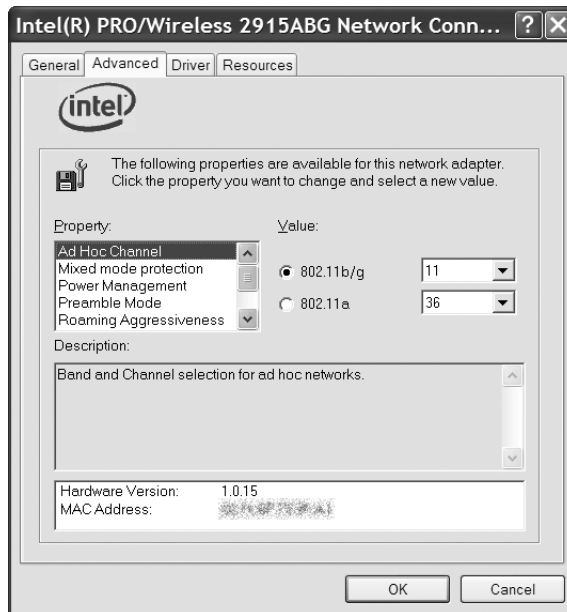 Intel(R) PRO/Wireless 2915ABG Network Conn...
General Advanced Driver Resources
intel
The following properties are available for this network adapter.
Click the property you want to change and select a new value.
Property:
Value:
Ad Hoc Channel
Mixed mode protection
Power Management
Preamble Mode
Roaming Aggressiveness
802.11b/g 11
802.11a 36
Description:
Band and Channel selection for ad hoc networks.
Hardware Version: 1.0.15
MAC Address:
OK Cancel